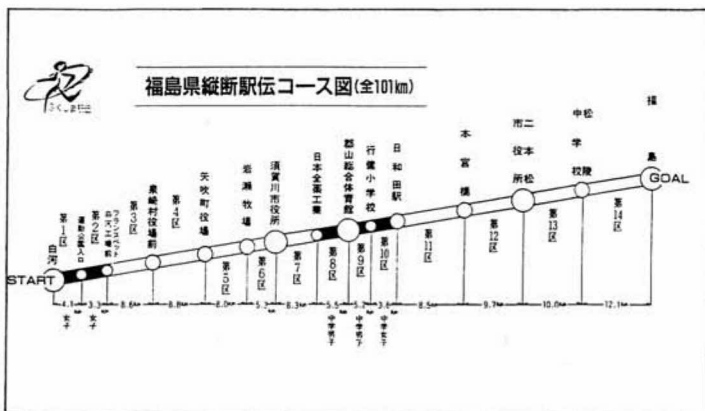 福島県縦断駅伝コース図(全101km)
福島
松陵中学校
二本松市役所
本宮橋
日和田駅
行健小学校
郡山総合体育館
日本全薬工業
須賀川市役所
岩瀬牧場
矢吹町役場
泉崎村役場前
フランスベッド白河工場前
運動公園入口
白河
START
GOAL
第1区
第2区
第3区
第4区
第5区
第6区
第7区
第8区
第9区
第10区
第11区
第12区
第13区
第14区
4.1
3.3
8.6
8.8
8.0
5.3
8.3
5.5
5.7
3.8
8.5
9.7
10.0
12.1
女子
女子
中学男子
中学男子
中学女子